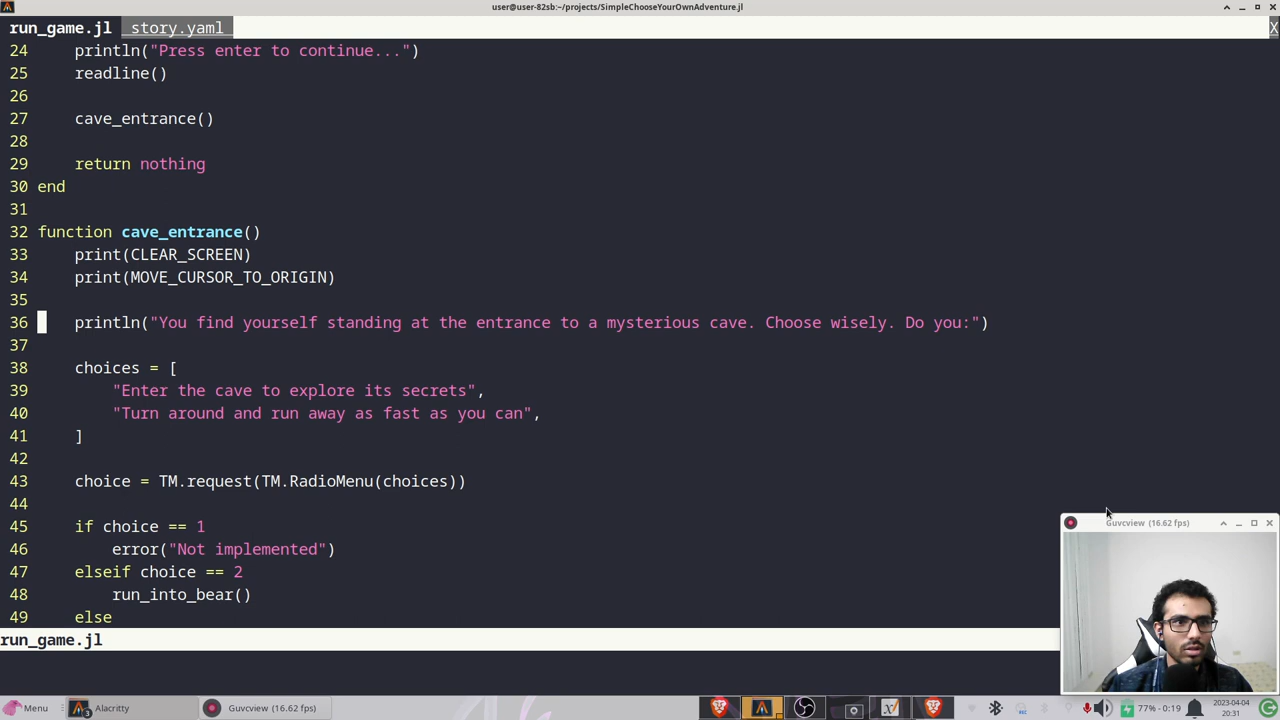 user@user-82sb:~/projects/SimpleChooseYourOwnAdventure.jl
run_game.jl story.yaml X
24 println("Press enter to continue...")
25 readline()
26
27 cave_entrance()
28
29 return nothing
30 end
31
32 function cave_entrance()
33 print(CLEAR_SCREEN)
34 print(MOVE_CURSOR_TO_ORIGIN)
35
36 println("You find yourself standing at the entrance to a mysterious cave. Choose wisely. Do you:")
37
38 choices = [
39 "Enter the cave to explore its secrets",
40 "Turn around and run away as fast as you can",
41 ]
42
43 choice = TM.request(TM.RadioMenu(choices))
44
45 if choice == 1
46 error("Not implemented")
47 elseif choice == 2
48 run_into_bear()
49 else
run_game.jl
Guvcview (16.62 fps)
Menu Alacritty Guvcview (16.62 fps) 77% - 0:19 2023-04-04
20:31